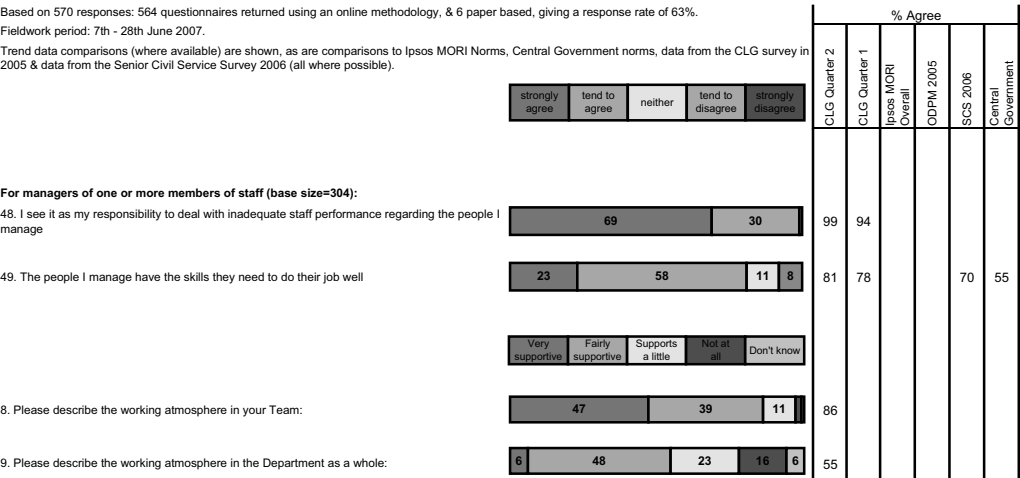 Based on 570 responses: 564 questionnaires returned using an online methodology, & 6 paper based, giving a response rate of 63%.
Fieldwork period: 7th - 28th June 2007.
Trend data comparisons (where available) are shown, as are comparisons to Ipsos MORI Norms, Central Government norms, data from the CLG survey in
2005 & data from the Senior Civil Service Survey 2006 (all where possible).
% Agree
CLG Quarter 2
CLG Quarter 1
Ipsos MORI
Overall
ODPM 2005
SCS 2006
Central
Government
strongly
agree
tend to
agree
neither
tend to
disagree
strongly
disagree
For managers of one or more members of staff (base size=304):
48. I see it as my responsibility to deal with inadequate staff performance regarding the people I
manage
69 30 99 94
49. The people I manage have the skills they need to do their job well
23 58 11 8 81 78 70 55
Very
supportive
Fairly
supportive
Supports
a little
Not at
all
Don't know
8. Please describe the working atmosphere in your Team:
47 39 11 86
9. Please describe the working atmosphere in the Department as a whole:
6 48 23 16 6 55